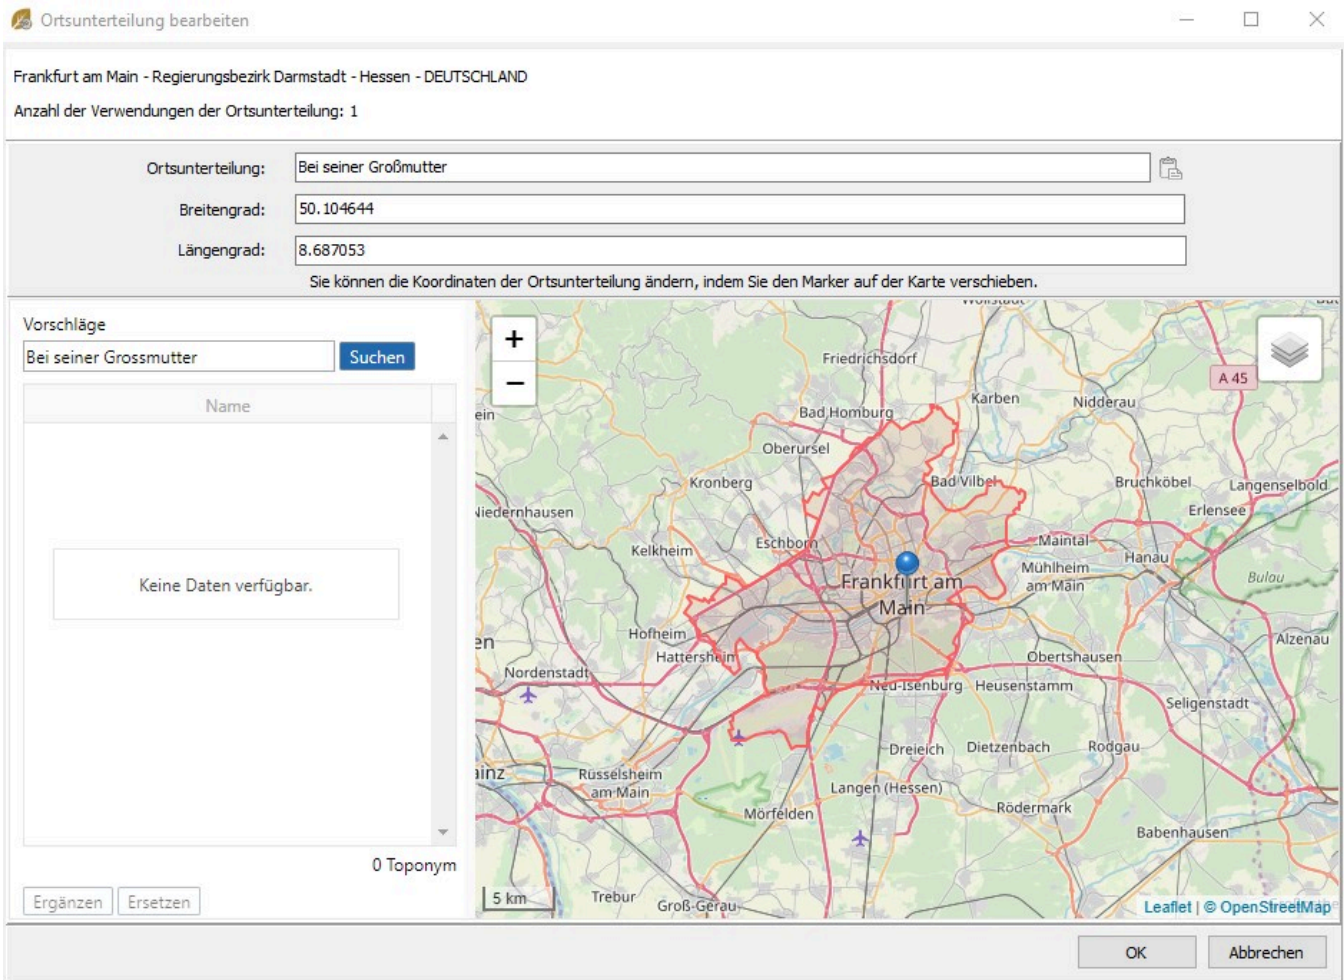 Ortsunterteilung bearbeiten
Frankfurt am Main - Regierungsbezirk Darmstadt - Hessen - DEUTSCHLAND
Anzahl der Verwendungen der Ortsunterteilung: 1
Ortsunterteilung: Bei seiner Großmutter
Breitengrad: 50.104644
Längengrad: 8.687053
Sie können die Koordinaten der Ortsunterteilung ändern, indem Sie den Marker auf der Karte verschieben.
Vorschläge
Bei seiner Grossmutter Suchen
Name
Keine Daten verfügbar.
0 Toponym
Ergänzen Ersetzen
+
−
Friedrichsdorf
A 45
Karben
Nidderau
Bad Homburg
Oberursel
Kronberg
Bad Vilbel
Bruchköbel
Langenselbold
Erlensee
Niedernhausen
Eschborn
Kelkheim
Maintal
Hanau
Mühlheim
am Main
Bulau
Frankfurt am
Main
Hofheim
Hattersheim
Alzenau
Nordenstadt
Obertshausen
Neu-Isenburg
Heusenstamm
Seligenstadt
Dreieich
Dietzenbach
Rodgau
Rüsselsheim
am Main
Langen (Hessen)
Mörfelden
Rödermark
Babenhausen
5 km
Trebur
Groß-Gerau
Leaflet | © OpenStreetMap
OK Abbrechen